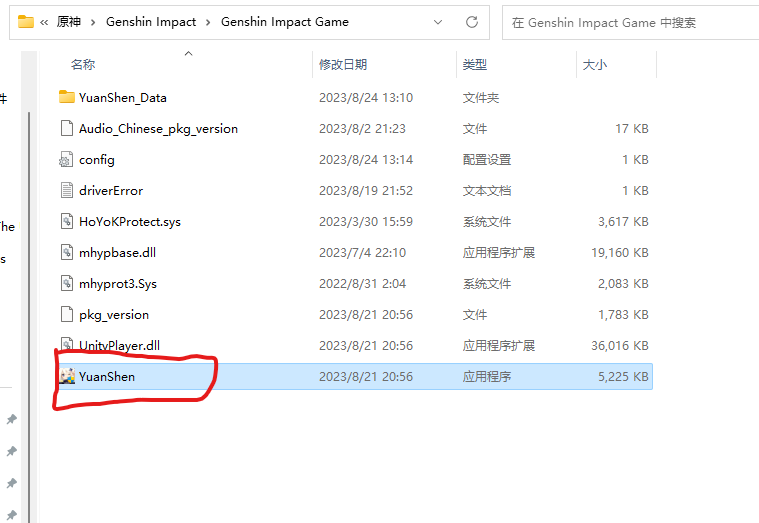 « 原神 > Genshin Impact > Genshin Impact Game
在 Genshin Impact Game 中搜索
名称 修改日期 类型 大小
YuanShen_Data 2023/8/24 13:10 文件夹
件
Audio_Chinese_pkg_version 2023/8/2 21:23 文件 17 KB
config 2023/8/24 13:14 配置设置 1 KB
driverError 2023/8/19 21:52 文本文档 1 KB
he
HoYoKProtect.sys 2023/3/30 15:59 系统文件 3,617 KB
s
mhypbase.dll 2023/7/4 22:10 应用程序扩展 19,160 KB
mhyprot3.Sys 2022/8/31 2:04 系统文件 2,083 KB
pkg_version 2023/8/21 20:56 文件 1,783 KB
UnityPlayer.dll 2023/8/21 20:56 应用程序扩展 36,016 KB
YuanShen 2023/8/21 20:56 应用程序 5,225 KB